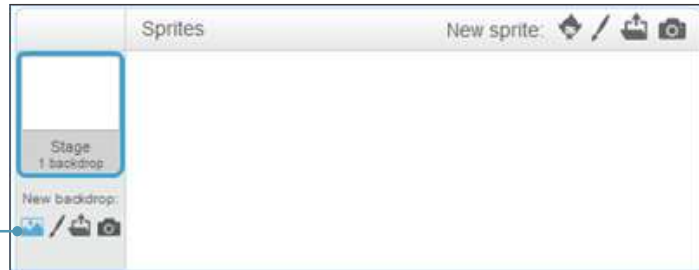 Sprites New sprite:
Stage
1 backdrop
New backdrop: